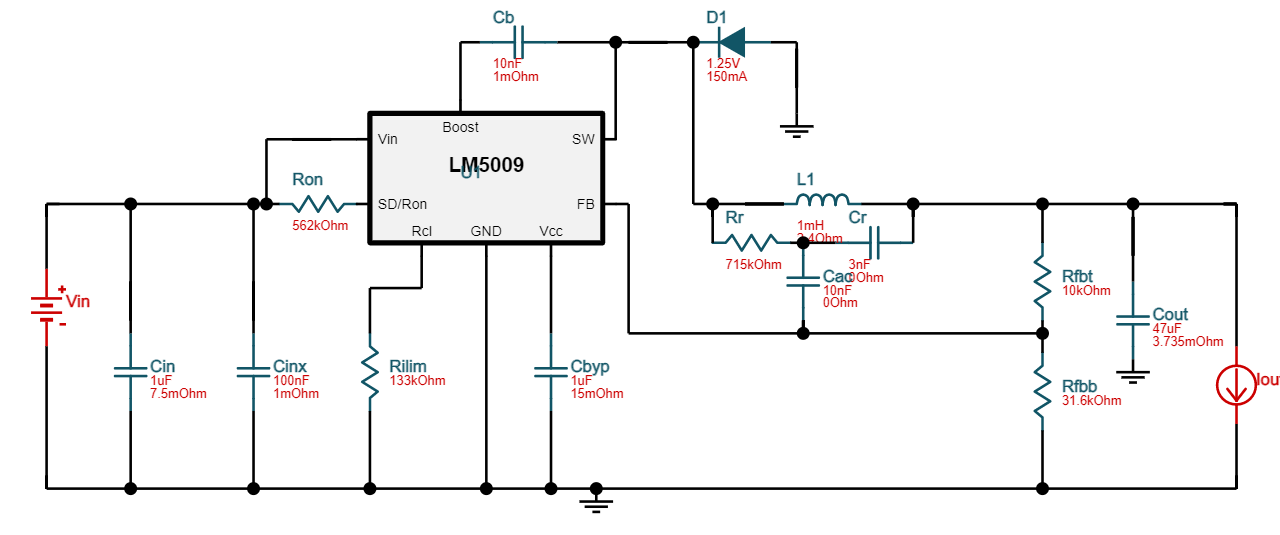 Cb
10nF
1mOhm
D1
1.25V
150mA
Boost
Vin
SW
LM5009
U1
Ron
562kOhm
SD/Ron
FB
Rcl
GND
Vcc
L1
1mH
2.4Ohm
Rr
715kOhm
Cr
3nF
0Ohm
Cac
10nF
0Ohm
Rfbt
10kOhm
Cout
47uF
3.735mOhm
+
Vin
-
Cin
1uF
7.5mOhm
Cinx
100nF
1mOhm
Rilim
133kOhm
Cbyp
1uF
15mOhm
Rfbb
31.6kOhm
Iou